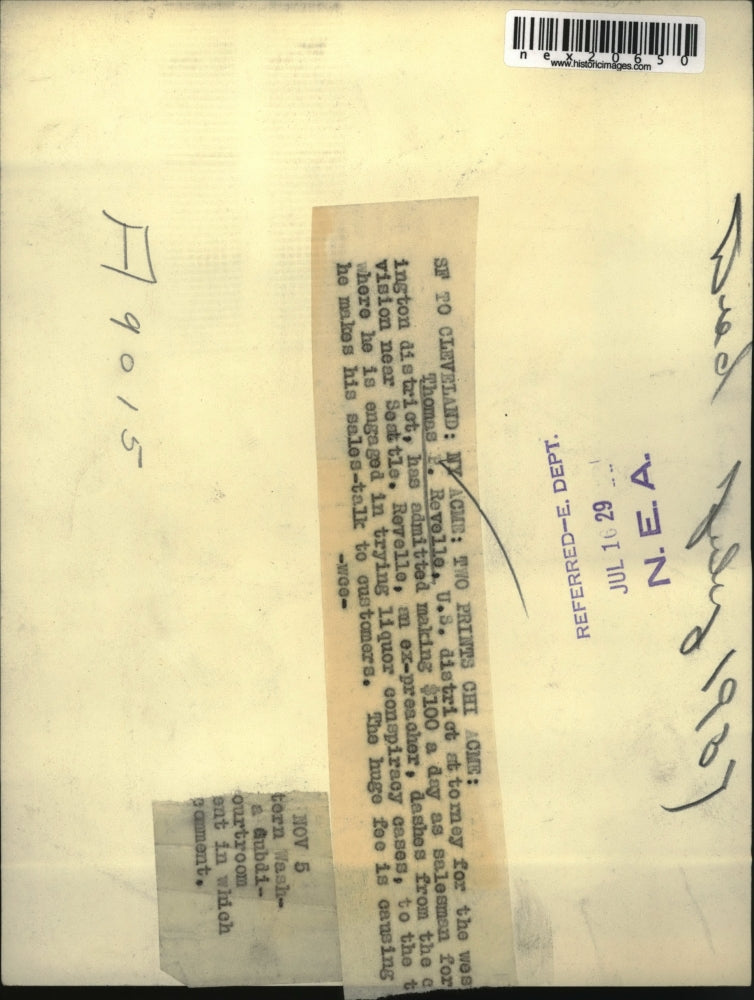 nex20650
www.historicimages.com
SF TO CLEVELAND: NY ACME: TWO PRINTS CHI ACME:
Thomas P. Revelle, U.S. district attorney for the wes
ington district, has admitted making $100 a day as salesman for
vision near Seattle. Revelle, an ex-preacher, dashes from the c
where he is engaged in trying liquor conspiracy cases, to the t
he makes his sales-talk to customers. The huge fee is causing
-wee-
NOV 5
tern Wash-
a subdi-
ourtroom
ent in which
comment.
REFERRED-E. DEPT.
JUL 16 29
N. E. A.
A 9015